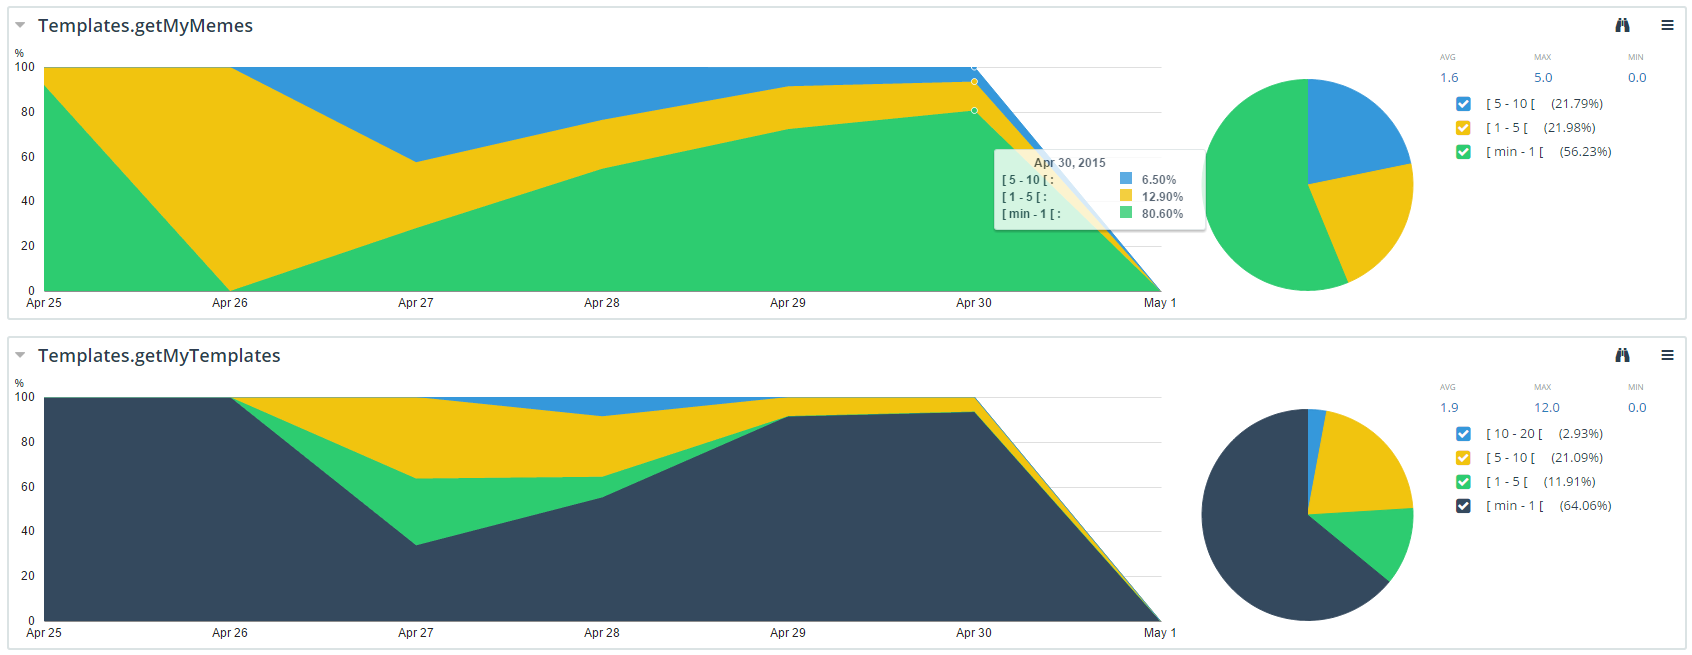 Templates.getMyMemes
%
100
80
60
40
20
0
Apr 25 Apr 26 Apr 27 Apr 28 Apr 29 Apr 30 May 1
Apr 30, 2015
[ 5 - 10 [ : 6.50%
[ 1 - 5 [ : 12.90%
[ min - 1 [ : 80.60%
AVG MAX MIN
1.6 5.0 0.0
[ 5 - 10 [ (21.79%)
[ 1 - 5 [ (21.98%)
[ min - 1 [ (56.23%)
Templates.getMyTemplates
%
100
80
60
40
20
0
Apr 25 Apr 26 Apr 27 Apr 28 Apr 29 Apr 30 May 1
AVG MAX MIN
1.9 12.0 0.0
[ 10 - 20 [ (2.93%)
[ 5 - 10 [ (21.09%)
[ 1 - 5 [ (11.91%)
[ min - 1 [ (64.06%)